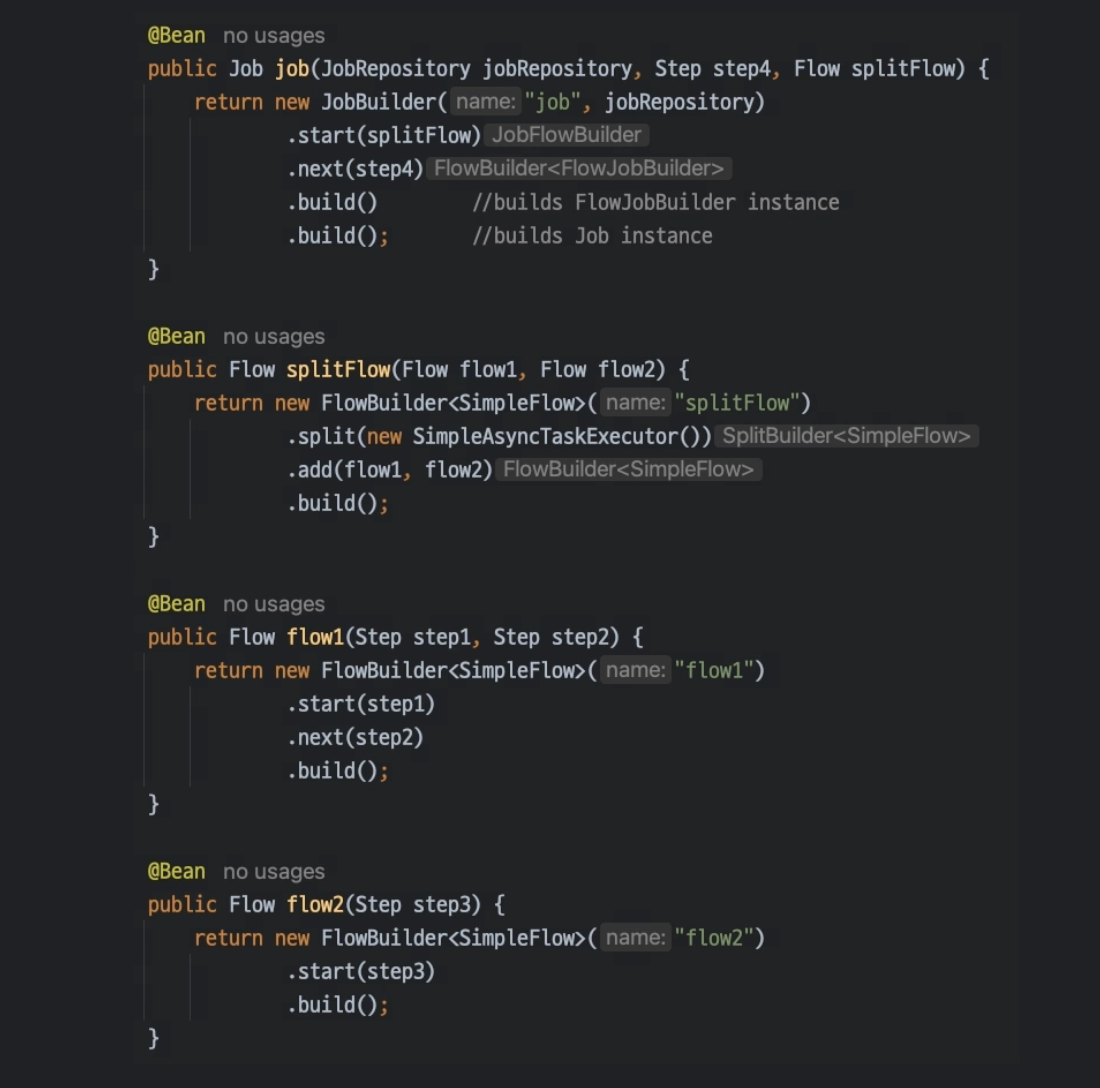 @Bean no usages
public Job job(JobRepository jobRepository, Step step4, Flow splitFlow) {
return new JobBuilder( name: "job", jobRepository)
.start(splitFlow) JobFlowBuilder
.next(step4) FlowBuilder<FlowJobBuilder>
.build() //builds FlowJobBuilder instance
.build(); //builds Job instance
}
@Bean no usages
public Flow splitFlow(Flow flow1, Flow flow2) {
return new FlowBuilder<SimpleFlow>( name: "splitFlow")
.split(new SimpleAsyncTaskExecutor()) SplitBuilder<SimpleFlow>
.add(flow1, flow2) FlowBuilder<SimpleFlow>
.build();
}
@Bean no usages
public Flow flow1(Step step1, Step step2) {
return new FlowBuilder<SimpleFlow>( name: "flow1")
.start(step1)
.next(step2)
.build();
}
@Bean no usages
public Flow flow2(Step step3) {
return new FlowBuilder<SimpleFlow>( name: "flow2")
.start(step3)
.build();
}